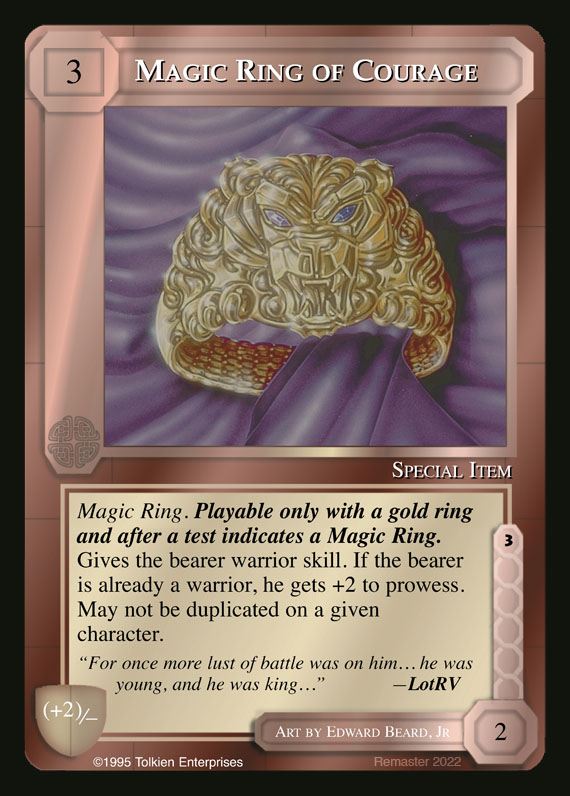 3
Magic Ring of Courage
Special Item
Magic Ring. Playable only with a gold ring
and after a test indicates a Magic Ring.
Gives the bearer warrior skill. If the bearer
is already a warrior, he gets +2 to prowess.
May not be duplicated on a given
character.
3
“For once more lust of battle was on him… he was
young, and he was king…” —LotRV
(+2)/–
Art by Edward Beard, Jr
2
©1995 Tolkien Enterprises
Remaster 2022